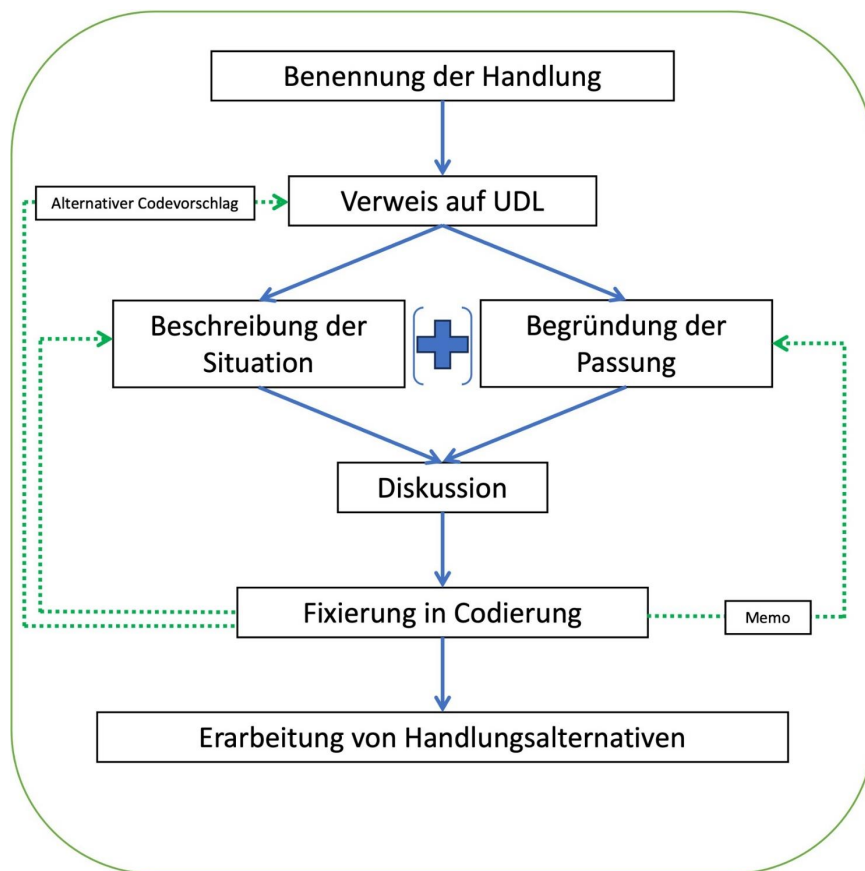 Benennung der Handlung
Alternativer Codevorschlag
Verweis auf UDL
Beschreibung der
Situation
Begründung der
Passung
Diskussion
Fixierung in Codierung
Memo
Erarbeitung von Handlungsalternativen